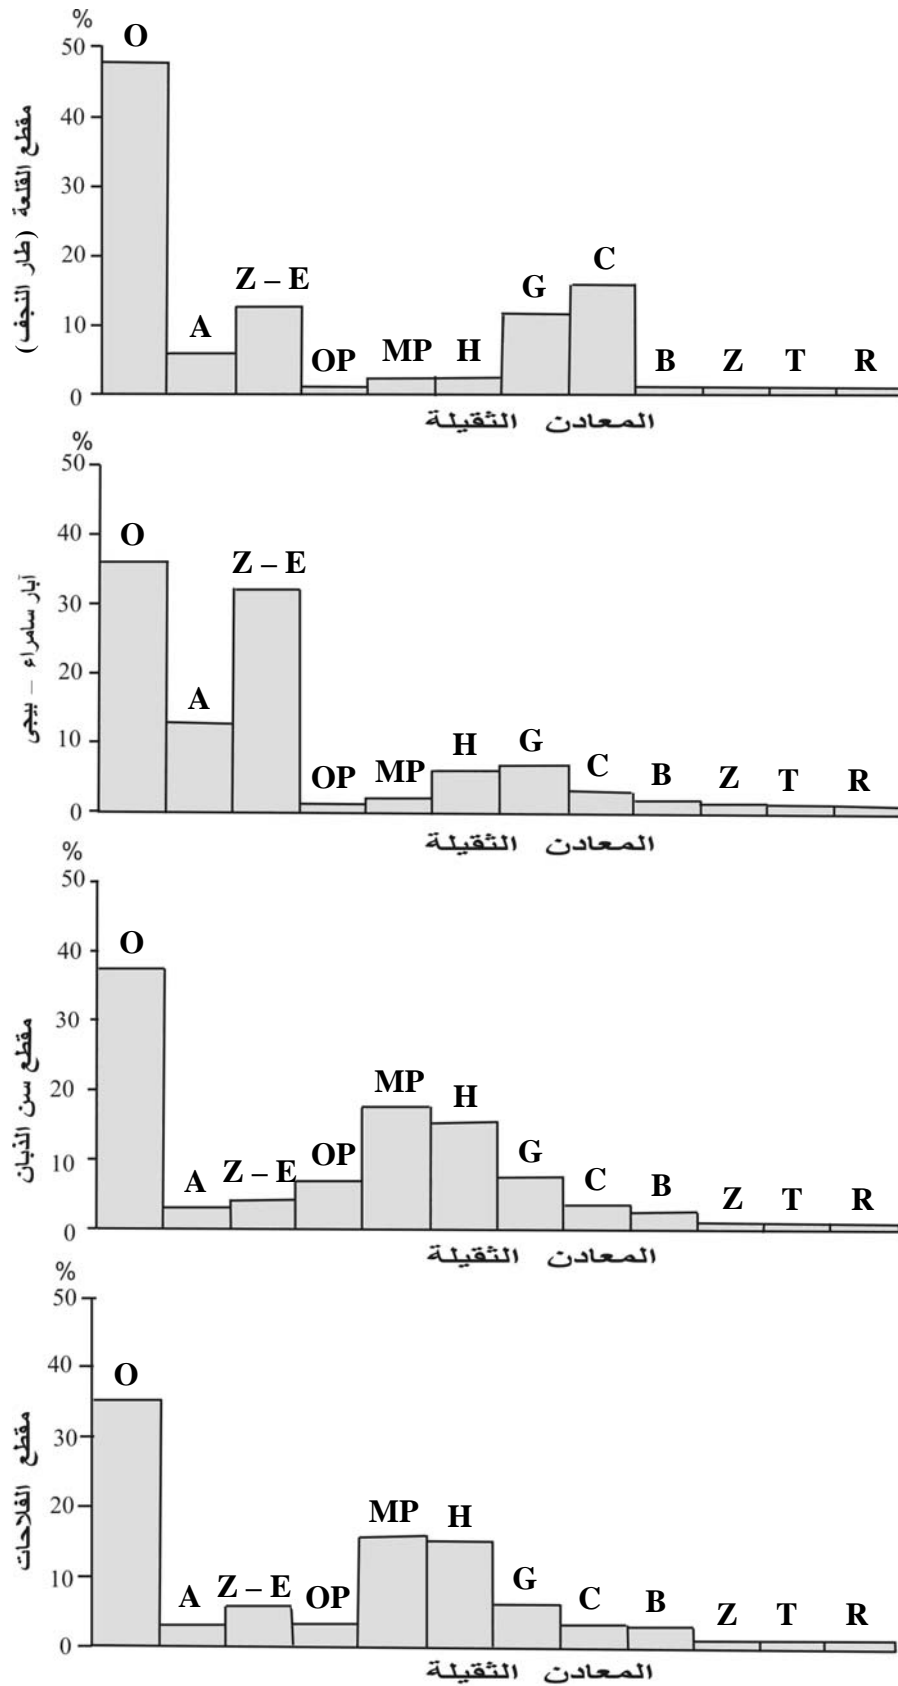 %
50
40
30
20
10
0
مقطع القلعة (طار النجف)
O
A
Z – E
OP
MP
H
G
C
B
Z
T
R
المعادن الثقيلة
%
50
40
30
20
10
0
آبار سامراء – بيجي
O
A
Z – E
OP
MP
H
G
C
B
Z
T
R
المعادن الثقيلة
%
50
40
30
20
10
0
مقطع سن الذبان
O
A
Z – E
OP
MP
H
G
C
B
Z
T
R
المعادن الثقيلة
%
50
40
30
20
10
0
مقطع الفلاحات
O
A
Z – E
OP
MP
H
G
C
B
Z
T
R
المعادن الثقيلة